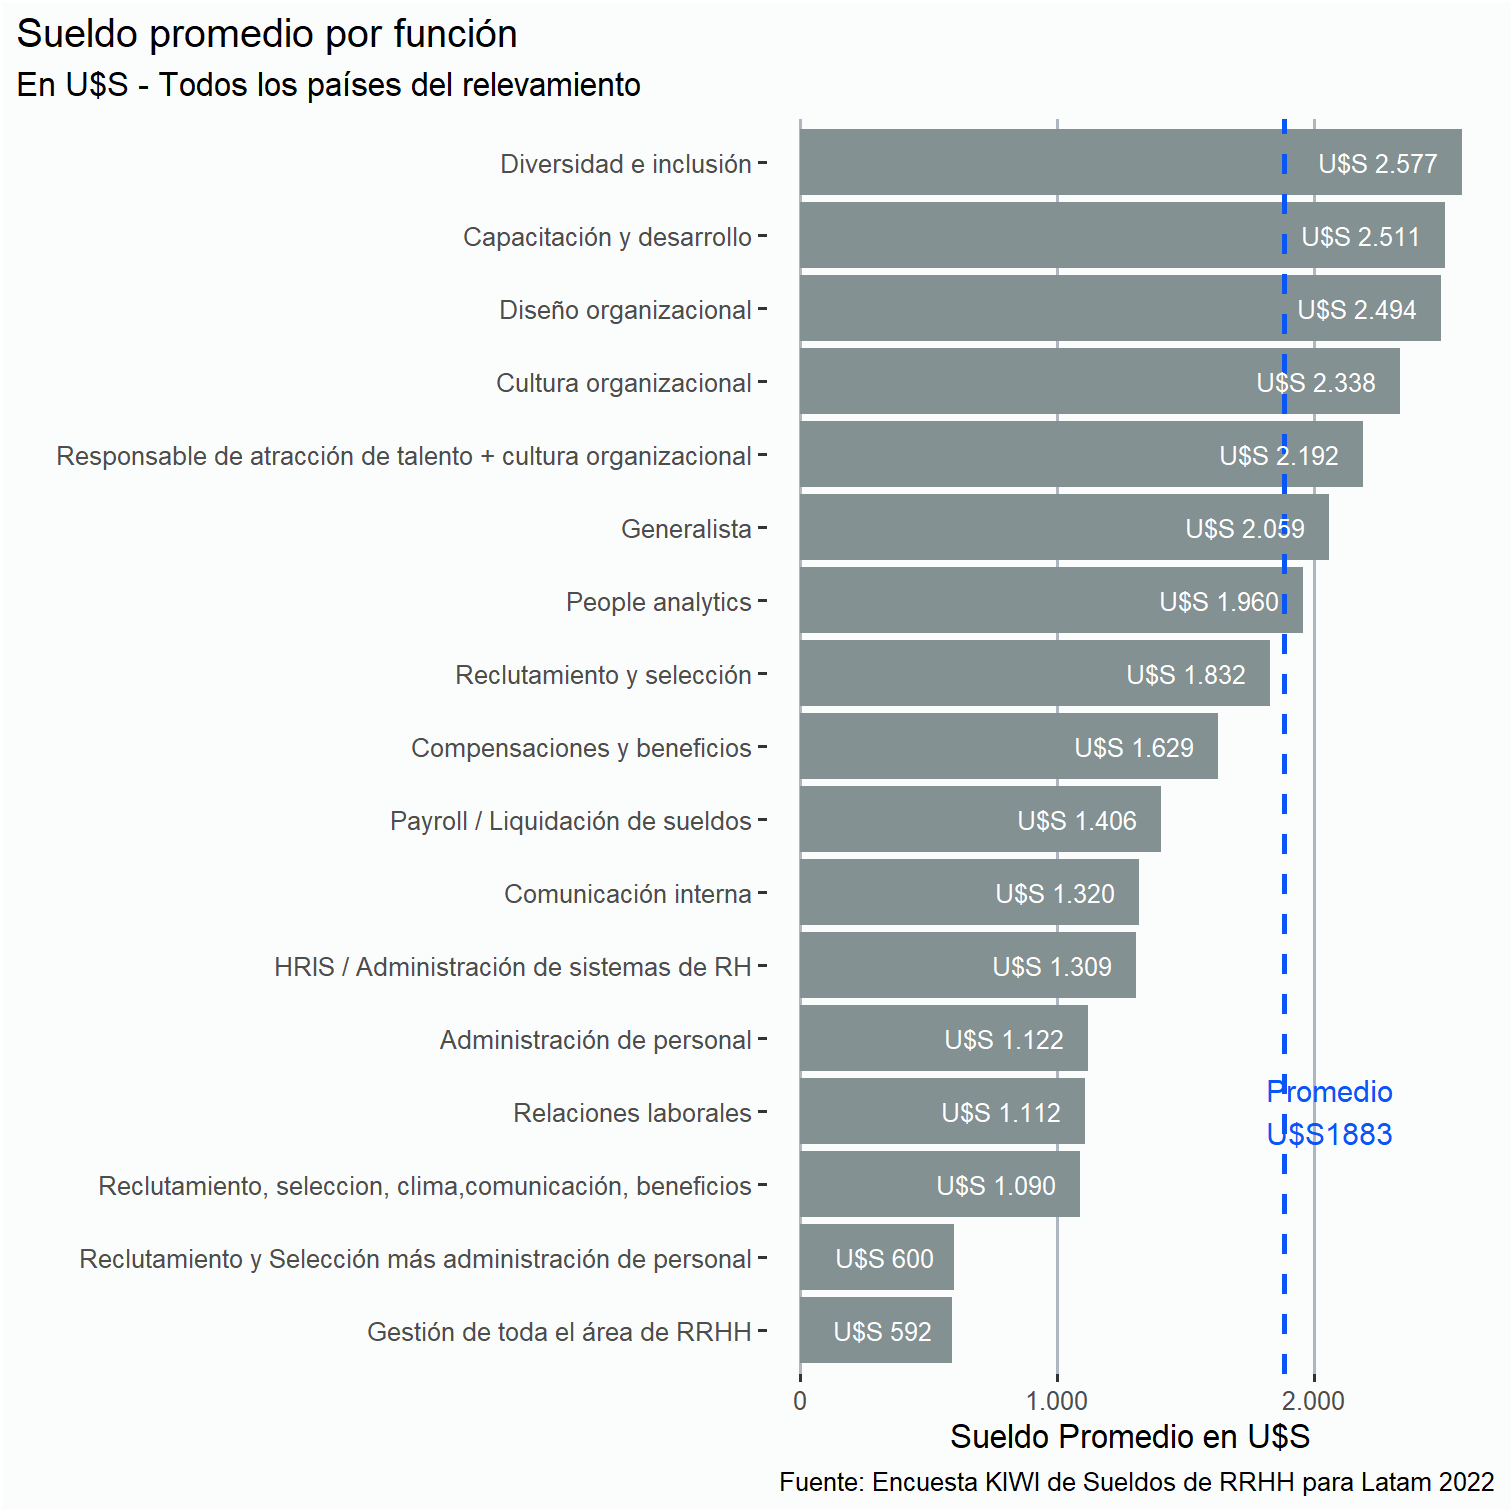 Sueldo promedio por función
En U$S - Todos los países del relevamiento
Diversidad e inclusión U$S 2.577
Capacitación y desarrollo U$S 2.511
Diseño organizacional U$S 2.494
Cultura organizacional U$S 2.338
Responsable de atracción de talento + cultura organizacional U$S 2.192
Generalista U$S 2.059
People analytics U$S 1.960
Reclutamiento y selección U$S 1.832
Compensaciones y beneficios U$S 1.629
Payroll / Liquidación de sueldos U$S 1.406
Comunicación interna U$S 1.320
HRIS / Administración de sistemas de RH U$S 1.309
Administración de personal U$S 1.122
Promedio
Relaciones laborales U$S 1.112
U$S1883
Reclutamiento, seleccion, clima,comunicación, beneficios U$S 1.090
Reclutamiento y Selección más administración de personal U$S 600
Gestión de toda el área de RRHH U$S 592
0 1.000 2.000
Sueldo Promedio en U$S
Fuente: Encuesta KIWI de Sueldos de RRHH para Latam 2022